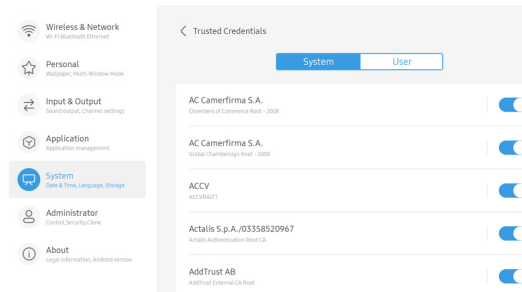 Wireless & Network
Wi-Fi Bluetooth Ethernet
Personal
Wallpaper, Multi-Window Mode
Input & Output
Sound output, Channel settings
Application
Application management
System
Date & Time, Language, Storage
Administrator
Control,Security,Clone
About
Legal Information, Android version
Trusted Credentials
System
User
AC Camerfirma S.A.
Chambers of Commerce Root - 2008
AC Camerfirma S.A.
Global Chambersign Root - 2008
ACCV
ACCVRAIZ1
Actalis S.p.A./03358520967
Actalis Authentication Root CA
AddTrust AB
AddTrust External CA Root